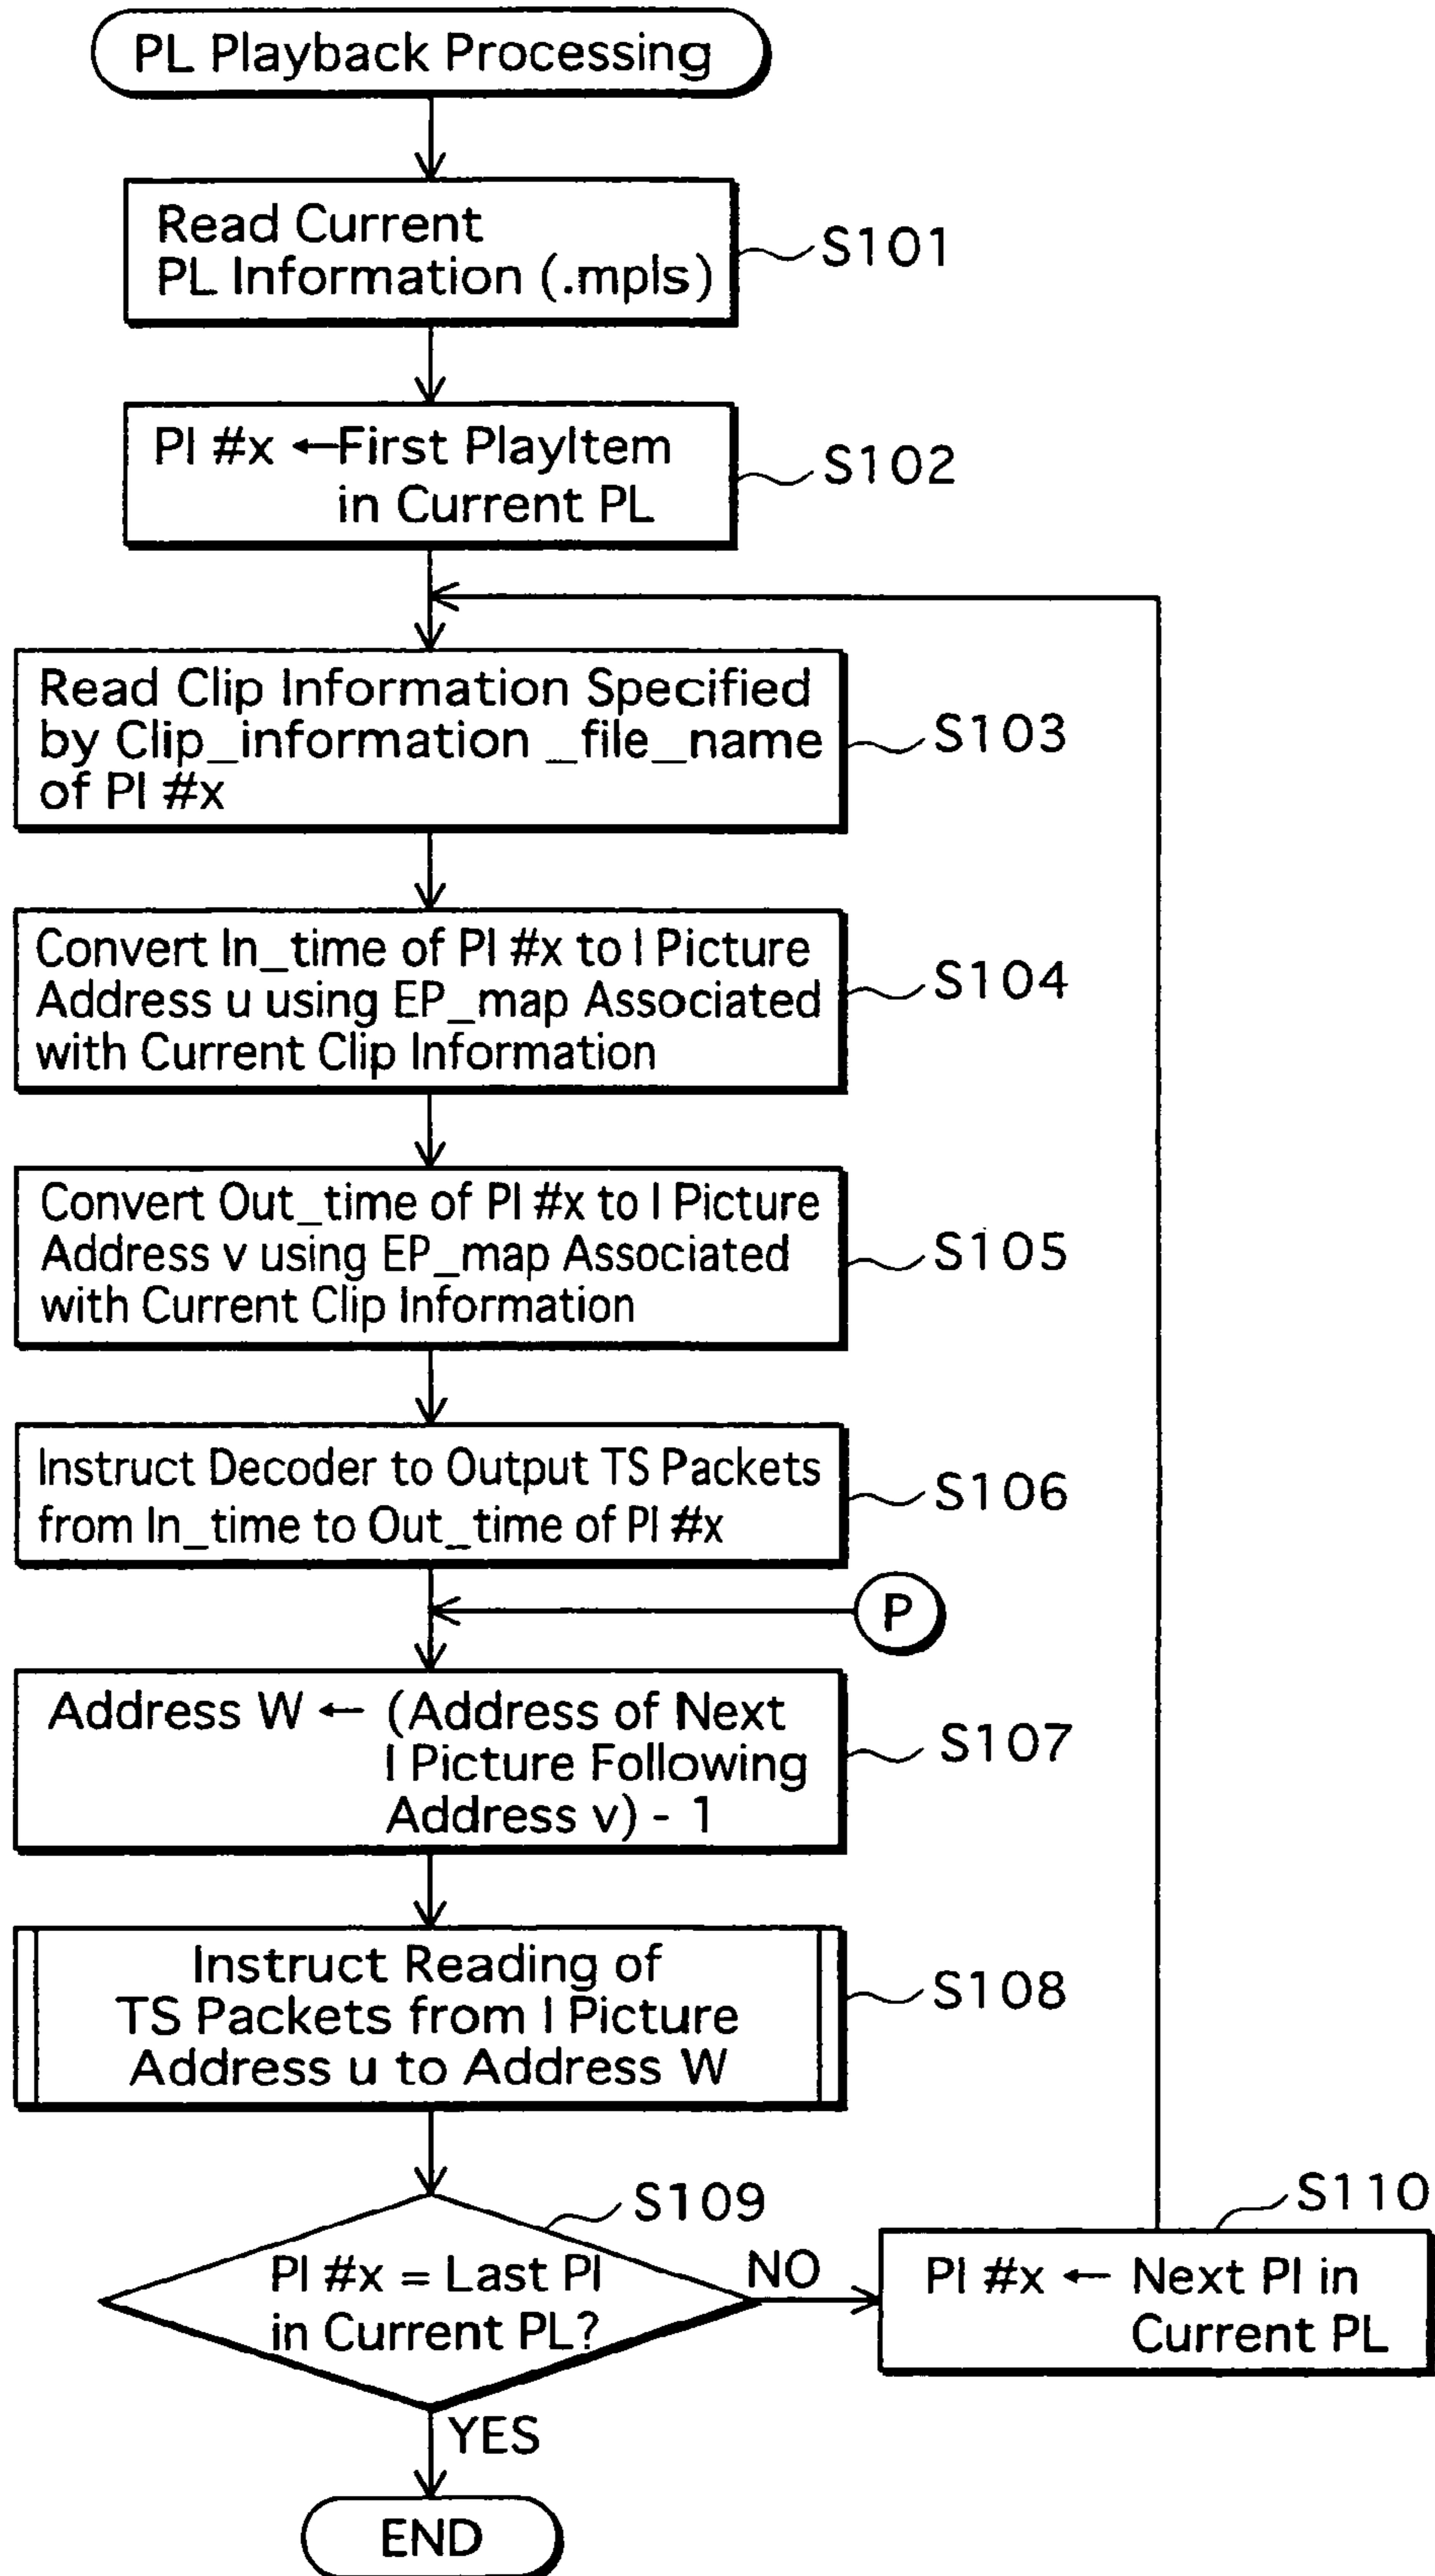 PL Playback Processing
Read Current
PL Information (.mpls)
S101
PI #x ←First PlayItem
in Current PL
S102
Read Clip Information Specified
by Clip_information _file_name
of PI #x
S103
Convert In_time of PI #x to I Picture
Address u using EP_map Associated
with Current Clip Information
S104
Convert Out_time of PI #x to I Picture
Address v using EP_map Associated
with Current Clip Information
S105
Instruct Decoder to Output TS Packets
from In_time to Out_time of PI #x
S106
P
Address W ← (Address of Next
I Picture Following
Address v) - 1
S107
Instruct Reading of
TS Packets from I Picture
Address u to Address W
S108
S109
PI #x = Last PI
in Current PL?
NO
S110
PI #x ← Next PI in
Current PL
YES
END